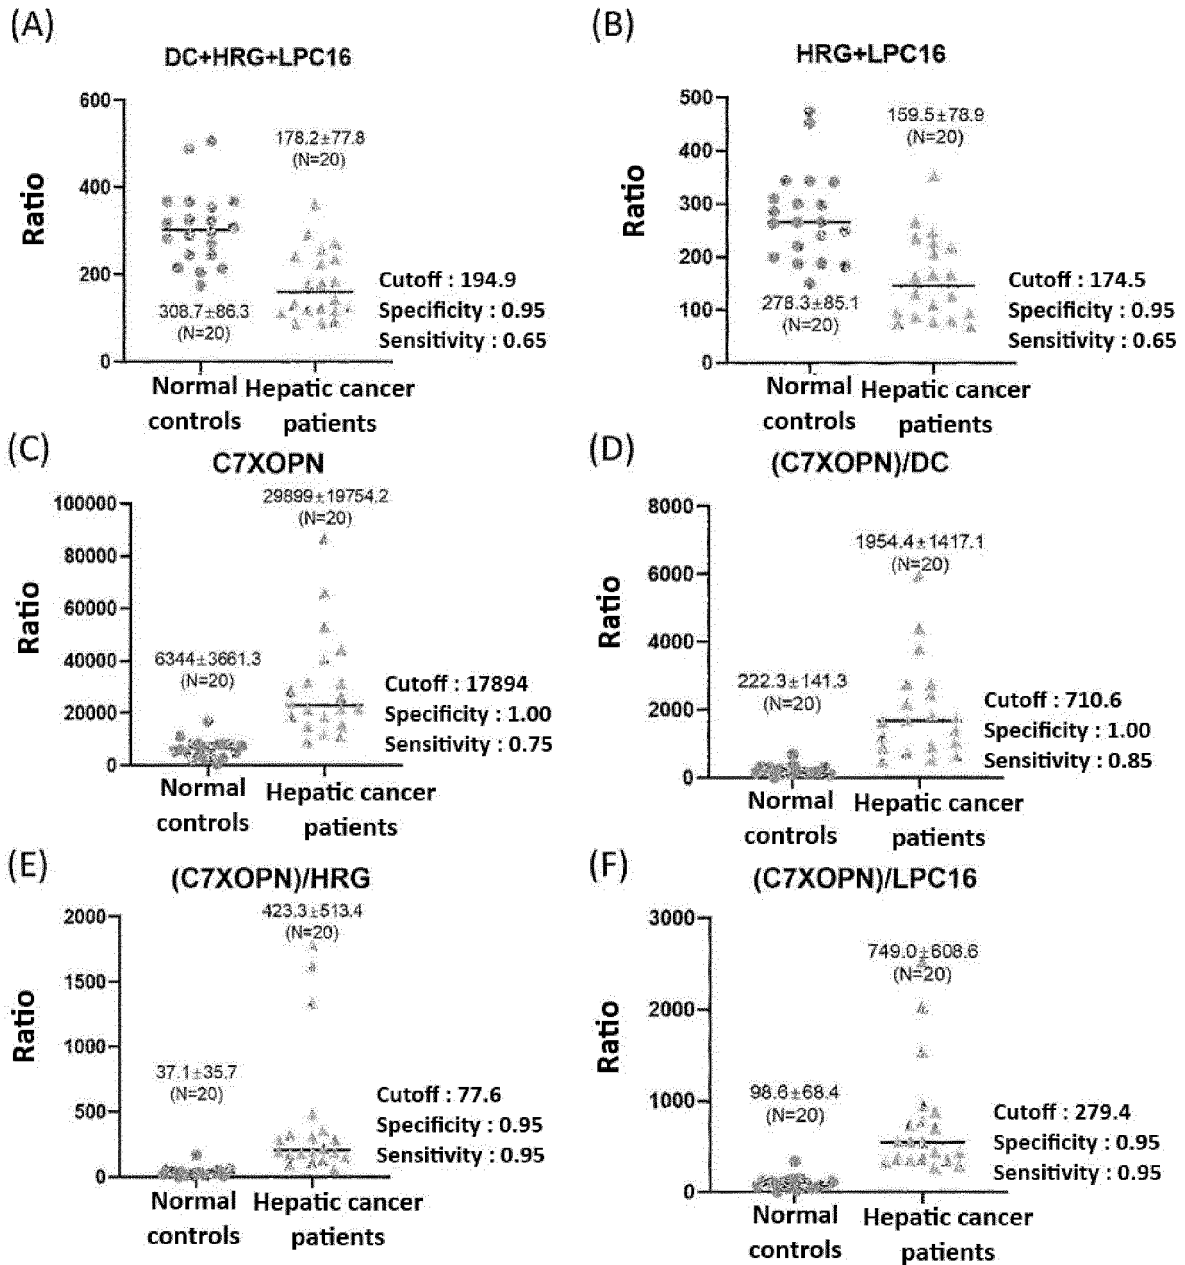 (A)
DC+HRG+LPC16
Ratio
600
400
200
0
178.2±77.8
(N=20)
308.7±86.3
(N=20)
Cutoff : 194.9
Specificity : 0.95
Sensitivity : 0.65
Normal
controls
Hepatic cancer
patients
(B)
HRG+LPC16
Ratio
500
400
300
200
100
0
159.5±78.9
(N=20)
278.3±85.1
(N=20)
Cutoff : 174.5
Specificity : 0.95
Sensitivity : 0.65
Normal
controls
Hepatic cancer
patients
(C)
C7XOPN
Ratio
100000
80000
60000
40000
20000
0
29899±19754.2
(N=20)
6344±3661.3
(N=20)
Cutoff : 17894
Specificity : 1.00
Sensitivity : 0.75
Normal
controls
Hepatic cancer
patients
(D)
(C7XOPN)/DC
Ratio
8000
6000
4000
2000
0
1954.4±1417.1
(N=20)
222.3±141.3
(N=20)
Cutoff : 710.6
Specificity : 1.00
Sensitivity : 0.85
Normal
controls
Hepatic cancer
patients
(E)
(C7XOPN)/HRG
Ratio
2000
1500
1000
500
0
423.3±513.4
(N=20)
37.1±35.7
(N=20)
Cutoff : 77.6
Specificity : 0.95
Sensitivity : 0.95
Normal
controls
Hepatic cancer
patients
(F)
(C7XOPN)/LPC16
Ratio
3000
2000
1000
0
749.0±608.6
(N=20)
98.6±68.4
(N=20)
Cutoff : 279.4
Specificity : 0.95
Sensitivity : 0.95
Normal
controls
Hepatic cancer
patients